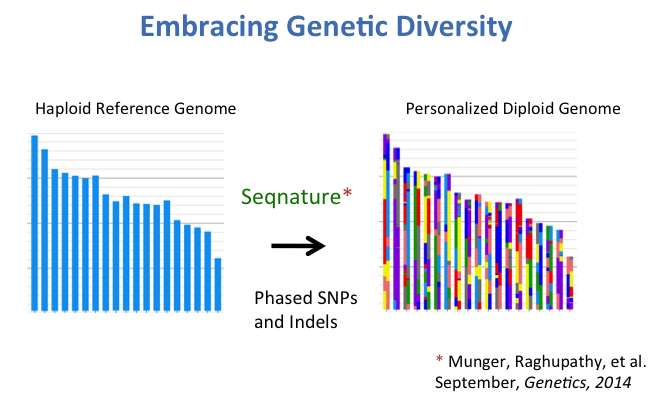 Embracing Genetic Diversity
Haploid Reference Genome
Personalized Diploid Genome
Seqnature*
Phased SNPs
and Indels
* Munger, Raghupathy, et al.
September, Genetics, 2014